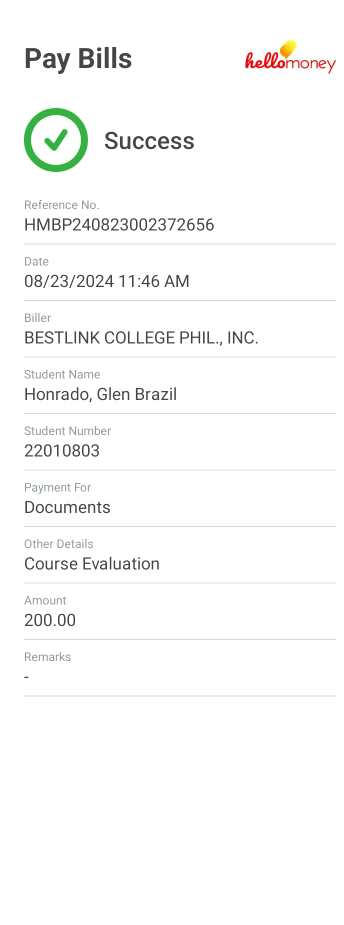 Pay Bills
hellomoney
Success
Reference No.
HMBP240823002372656
Date
08/23/2024 11:46 AM
Biller
BESTLINK COLLEGE PHIL., INC.
Student Name
Honrado, Glen Brazil
Student Number
22010803
Payment For
Documents
Other Details
Course Evaluation
Amount
200.00
Remarks
-